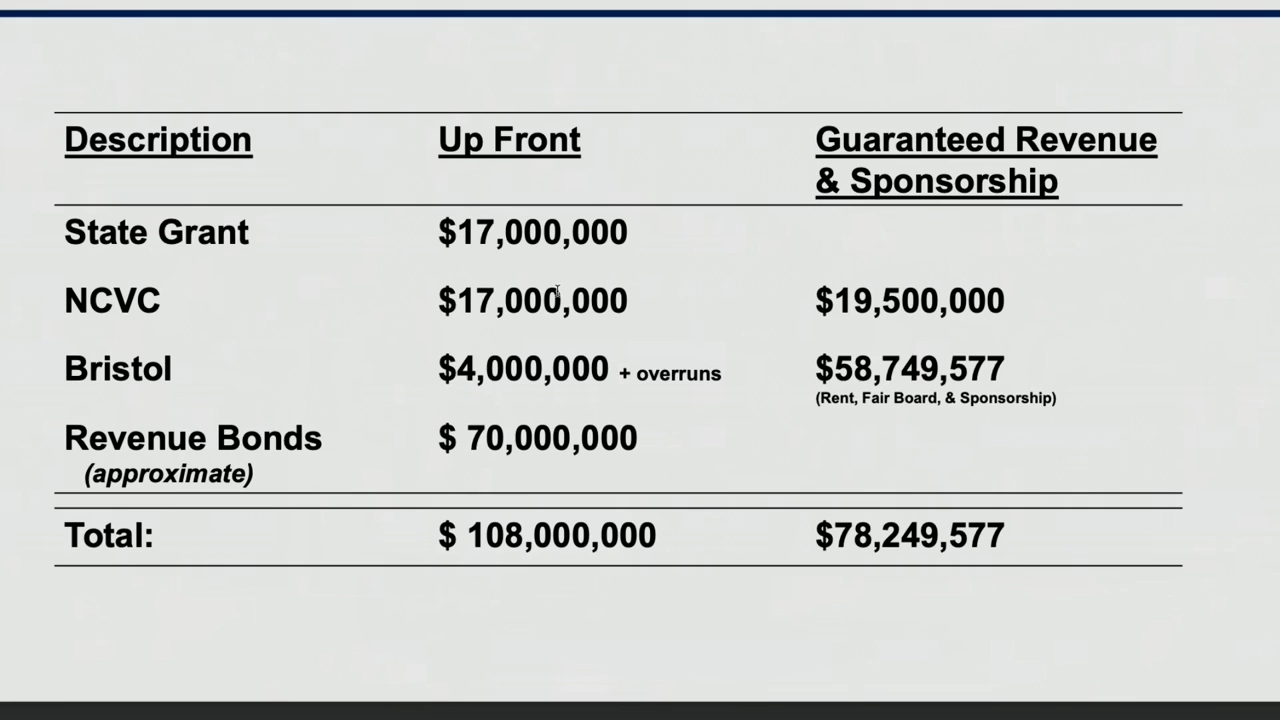 Description Up Front Guaranteed Revenue
& Sponsorship
State Grant $17,000,000
NCVC $17,000,000 $19,500,000
Bristol $4,000,000 + overruns $58,749,577
(Rent, Fair Board, & Sponsorship)
Revenue Bonds $ 70,000,000
(approximate)
Total: $ 108,000,000 $78,249,577